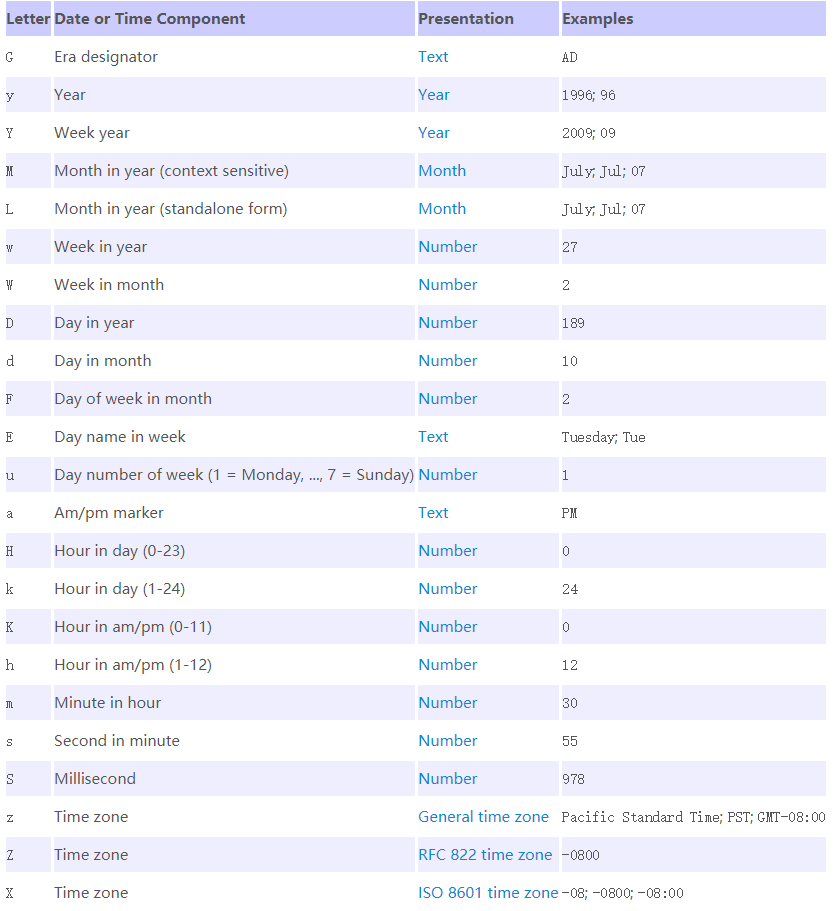 Letter Date or Time Component Presentation Examples
G Era designator Text AD
y Year Year 1996; 96
Y Week year Year 2009; 09
M Month in year (context sensitive) Month July; Jul; 07
L Month in year (standalone form) Month July; Jul; 07
w Week in year Number 27
W Week in month Number 2
D Day in year Number 189
d Day in month Number 10
F Day of week in month Number 2
E Day name in week Text Tuesday; Tue
u Day number of week (1 = Monday, ..., 7 = Sunday) Number 1
a Am/pm marker Text PM
H Hour in day (0-23) Number 0
k Hour in day (1-24) Number 24
K Hour in am/pm (0-11) Number 0
h Hour in am/pm (1-12) Number 12
m Minute in hour Number 30
s Second in minute Number 55
S Millisecond Number 978
z Time zone General time zone Pacific Standard Time; PST; GMT-08:00
Z Time zone RFC 822 time zone -0800
X Time zone ISO 8601 time zone -08; -0800; -08:00